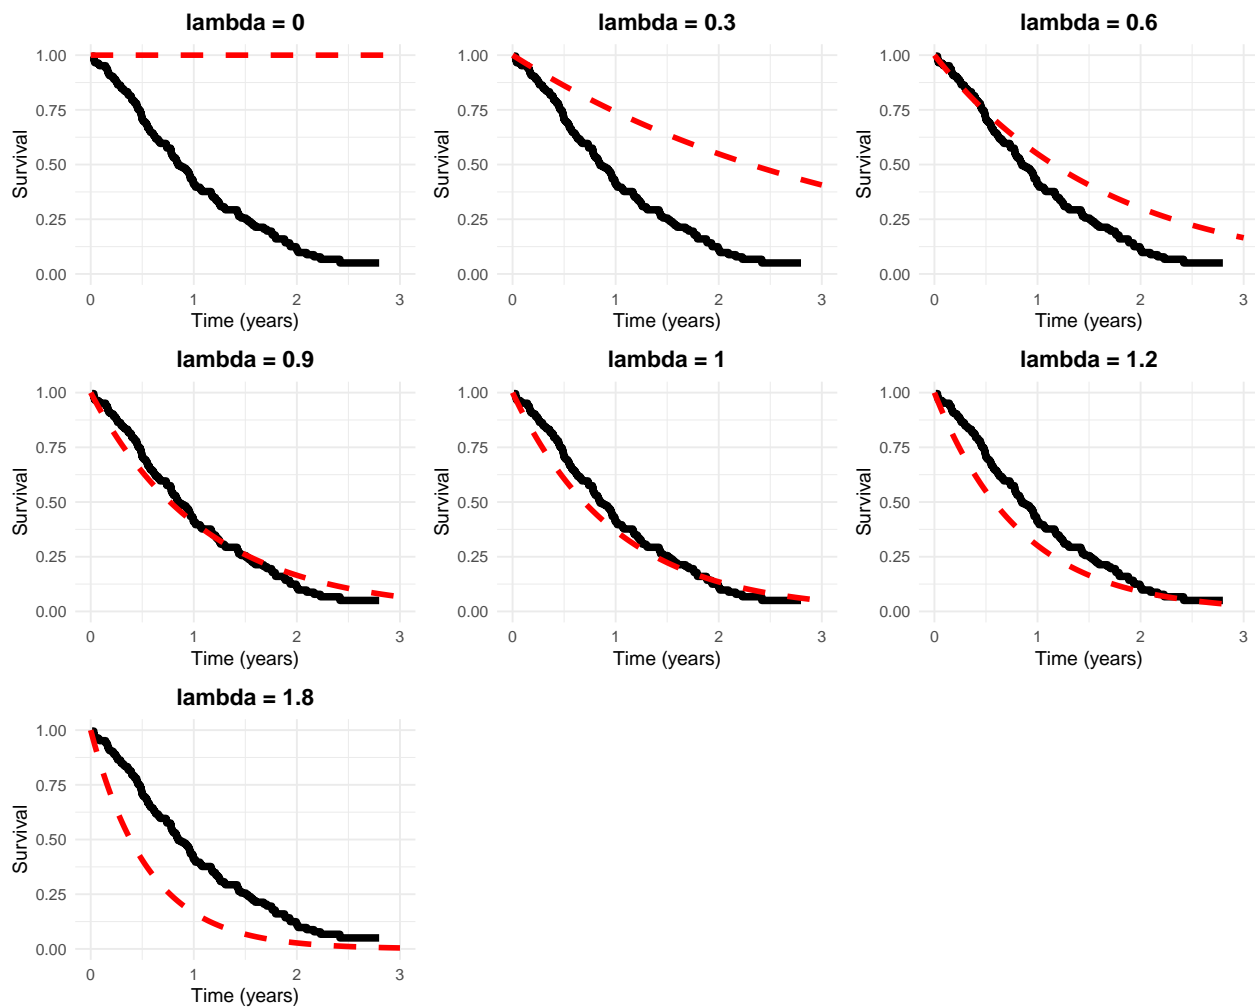 lambda = 0
1.00
0.75
0.50
0.25
0.00
Survival
0 1 2 3
Time (years)
lambda = 0.3
1.00
0.75
0.50
0.25
0.00
Survival
0 1 2 3
Time (years)
lambda = 0.6
1.00
0.75
0.50
0.25
0.00
Survival
0 1 2 3
Time (years)
lambda = 0.9
1.00
0.75
0.50
0.25
0.00
Survival
0 1 2 3
Time (years)
lambda = 1
1.00
0.75
0.50
0.25
0.00
Survival
0 1 2 3
Time (years)
lambda = 1.2
1.00
0.75
0.50
0.25
0.00
Survival
0 1 2 3
Time (years)
lambda = 1.8
1.00
0.75
0.50
0.25
0.00
Survival
0 1 2 3
Time (years)